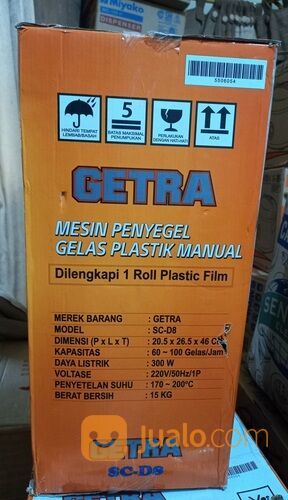 Miyako
DISPENSER
5506004
HINDARI TEMPAT
LEMBAB/BASAH
5
BATAS MAKSIMAL
PENUMPUKAN
PERLAKUKAN
DENGAN HATI-HATI
ATAS
GETRA
MESIN PENYEGEL
GELAS PLASTIK MANUAL
Dilengkapi 1 Roll Plastic Film
MEREK BARANG : GETRA
MODEL : SC-D8
DIMENSI (P x L x T) : 20.5 x 26.5 x 46 CM
KAPASITAS : 60 ~ 100 Gelas/Jam
DAYA LISTRIK : 300 W
VOLTASE : 220V/50Hz/1P
PENYETELAN SUHU : 170 ~ 200°C
BERAT BERSIH : 15 KG
GETRA
SC-D8
Jualo.com